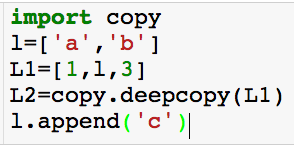 import copy
l=['a','b']
L1=[1,l,3]
L2=copy.deepcopy(L1)
l.append('c')